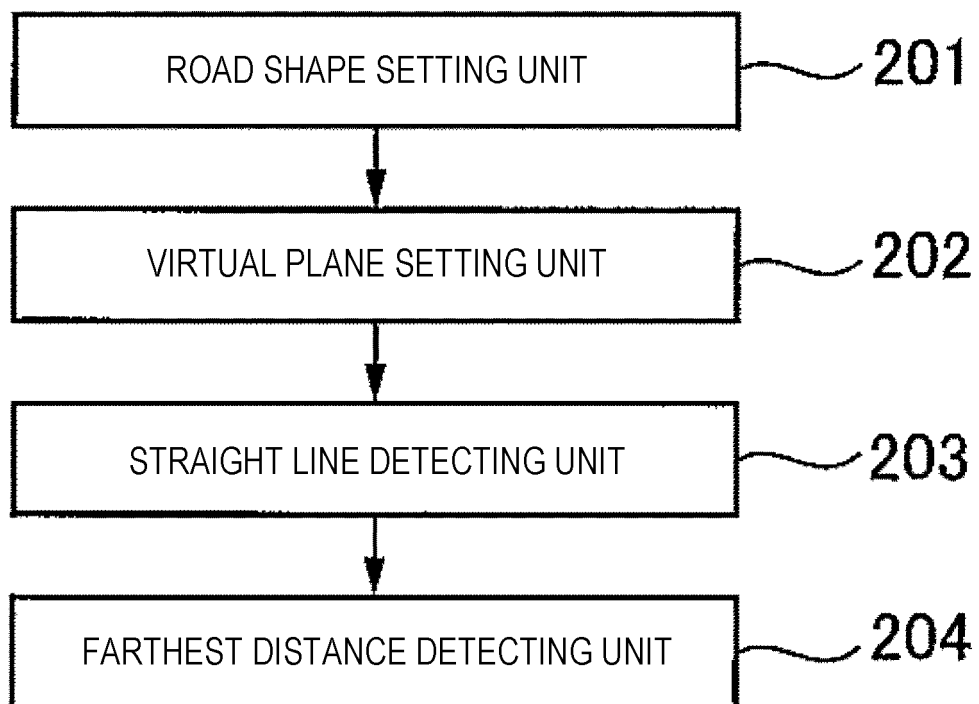 ROAD SHAPE SETTING UNIT 201
VIRTUAL PLANE SETTING UNIT 202
STRAIGHT LINE DETECTING UNIT 203
FARTHEST DISTANCE DETECTING UNIT 204